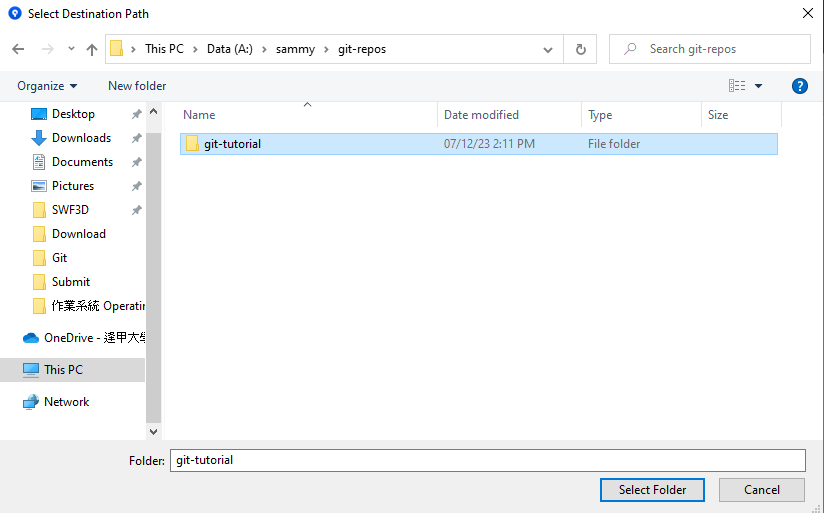 Select Destination Path
This PC > Data (A:) > sammy > git-repos
Search git-repos
Organize
New folder
Name
Date modified
Type
Size
git-tutorial
07/12/23 2:11 PM
File folder
Desktop
Downloads
Documents
Pictures
SWF3D
Download
Git
Submit
作業系統 Operatin
OneDrive - 逢甲大學
This PC
Network
Folder:
git-tutorial
Select Folder
Cancel